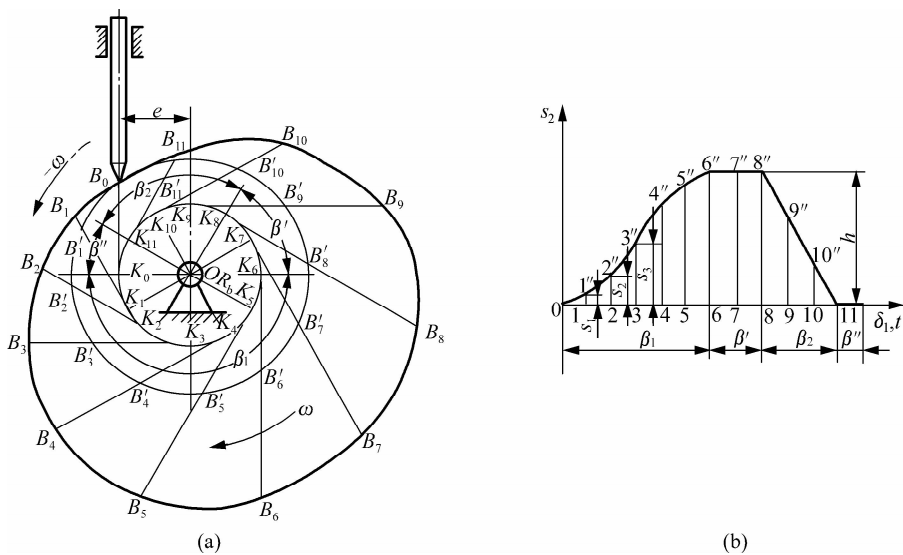 e
-ω
B₀
B₁₁
B₁₀
B′₁₀
β₂
B′₁₁
B′₉
B₉
B₁
K₉
K₈
β′
K₁₀
K₁₁
K₇
B′₈
B′₁
β″
B₂
K₀
K₆
ORb
K₅
B′₂
K₁
K₂
K₃
K₄
B′₇
B₈
B₃
B′₃
β₁
B′₆
B′₄
B′₅
ω
B₄
B₇
B₅
B₆
(a)
s₂
6″ 7″ 8″
5″
4″
9″
3″
h
2″
10″
1″
s₁
s₂
s₃
0
1 2 3 4 5 6 7 8 9 10 11 δ₁, t
β₁ β′ β₂ β″
(b)